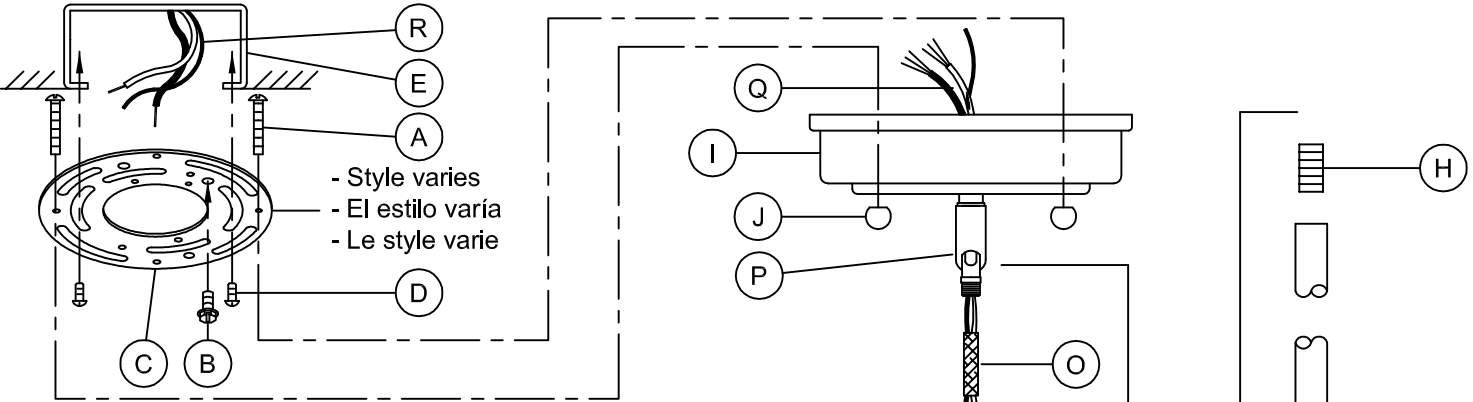 R
E
A
- Style varies
- El estilo varía
- Le style varie
D
C
B
Q
I
J
P
O
H